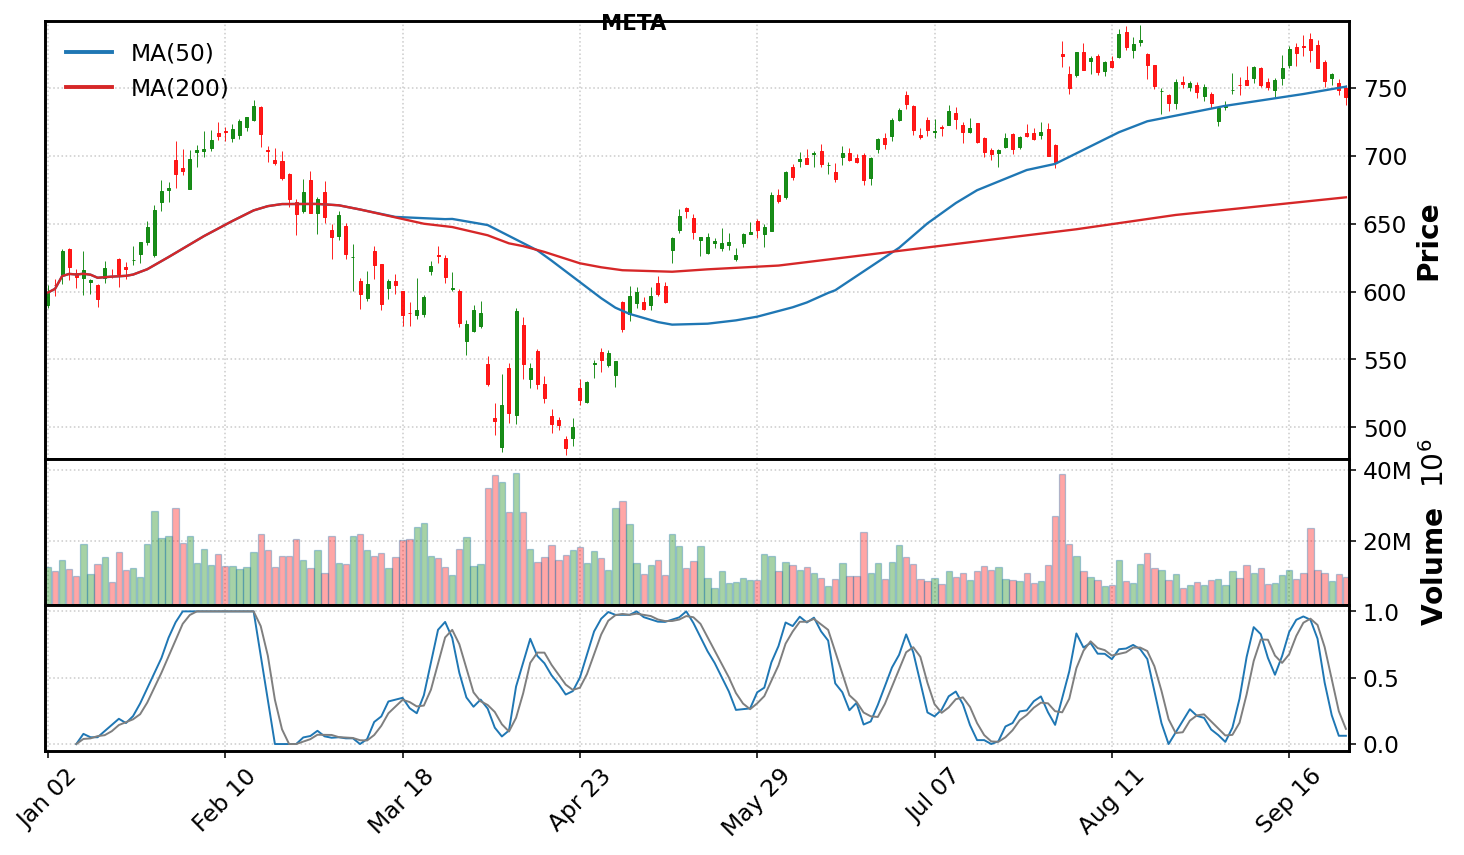 META
MA(50)
MA(200)
750
700
650
600
550
500
Price
40M
20M
Volume 10^6
1.0
0.5
0.0
Jan 02
Feb 10
Mar 18
Apr 23
May 29
Jul 07
Aug 11
Sep 16